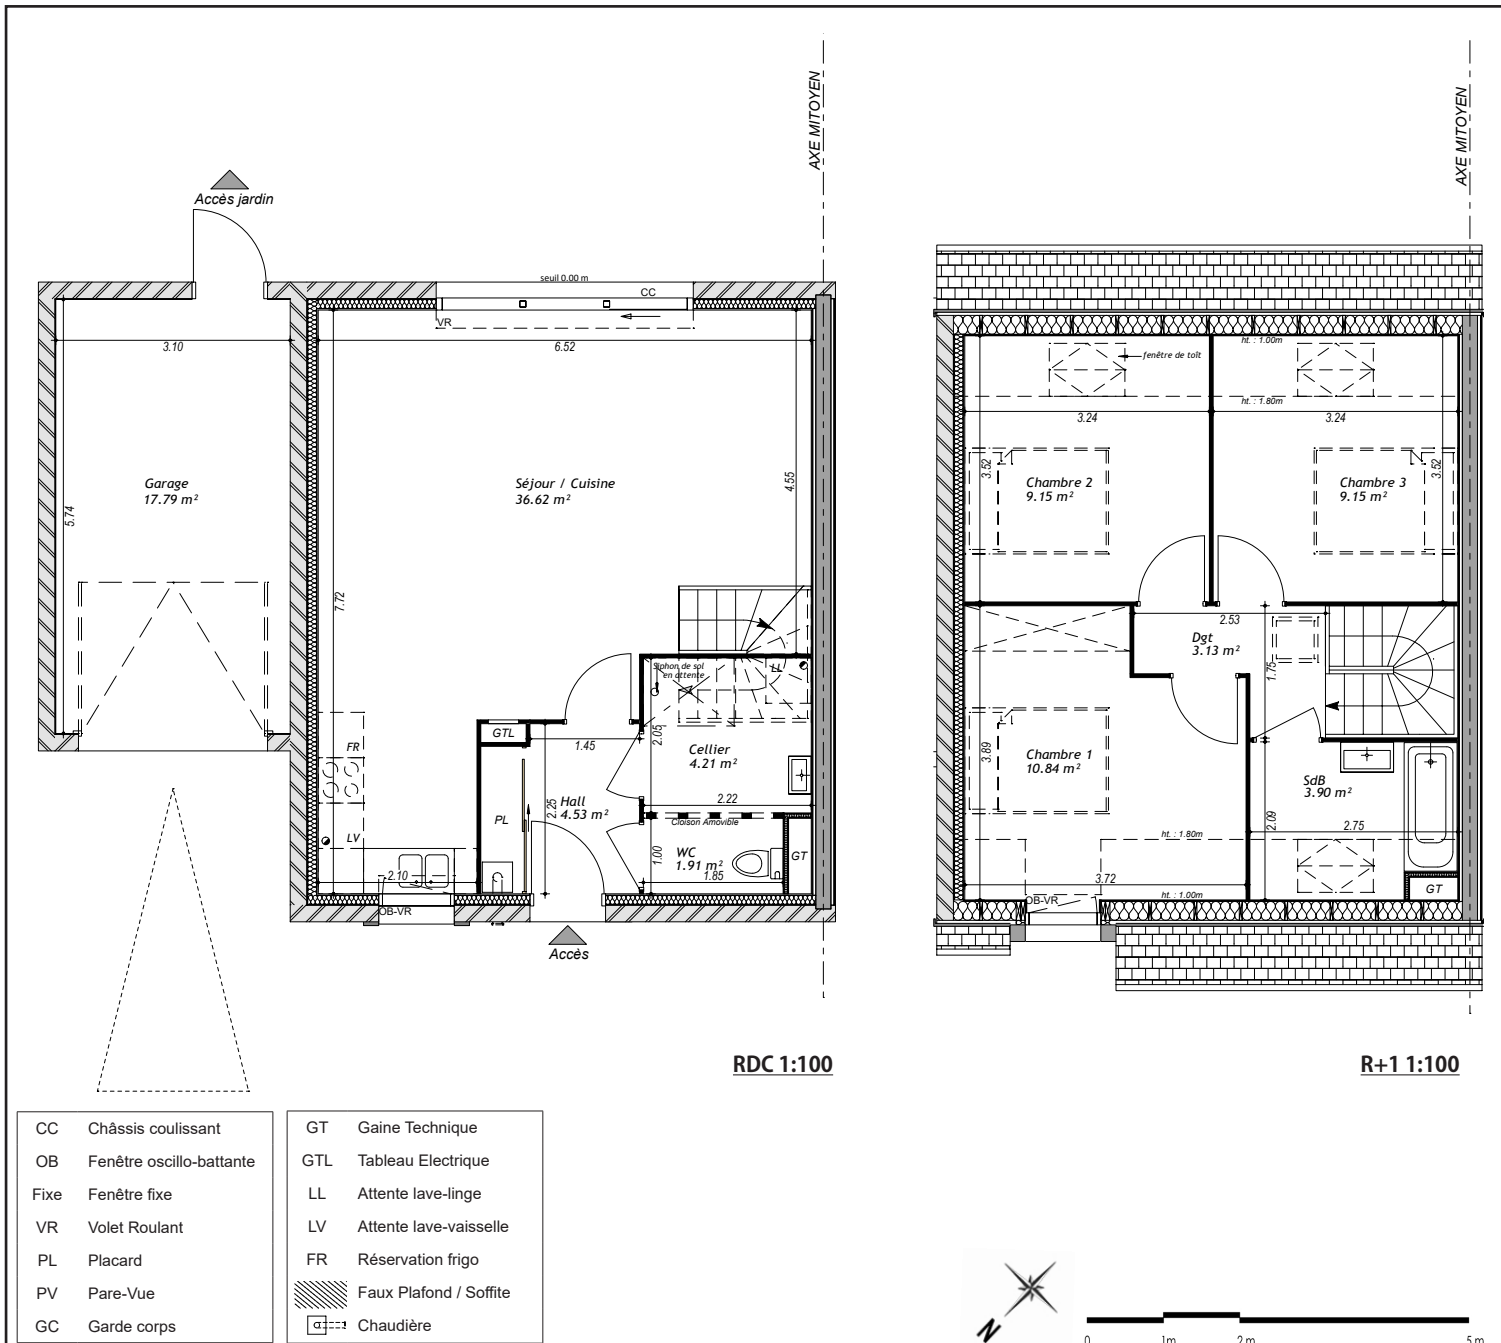 AXE MITOYEN
AXE MITOYEN
Accès jardin
seuil 0.00 m
CC
VR
3.10
6.52
ht. : 1.00m
fenêtre de toît
ht. : 1.80m
3.24
3.24
Garage
17.79 m²
Séjour / Cuisine
36.62 m²
4.55
5.74
7.72
3.52
Chambre 2
9.15 m²
Chambre 3
9.15 m²
3.52
2.53
Dgt
3.13 m²
1.75
Siphon de sol
en attente
LL
GTL
1.45
2.05
Cellier
4.21 m²
FR
2.22
Hall
4.53 m²
2.25
PL
LV
Cloison Amovible
WC
1.91 m²
1.00
1.85
GT
2.10
OB-VR
Accès
3.89
Chambre 1
10.84 m²
SdB
3.90 m²
2.09
2.75
ht. : 1.80m
3.72
ht. : 1.00m
OB-VR
GT
RDC 1:100
R+1 1:100
CC Châssis coulissant
OB Fenêtre oscillo-battante
Fixe Fenêtre fixe
VR Volet Roulant
PL Placard
PV Pare-Vue
GC Garde corps
GT Gaine Technique
GTL Tableau Electrique
LL Attente lave-linge
LV Attente lave-vaisselle
FR Réservation frigo
Faux Plafond / Soffite
Chaudière
N
0 1m 2m 5m